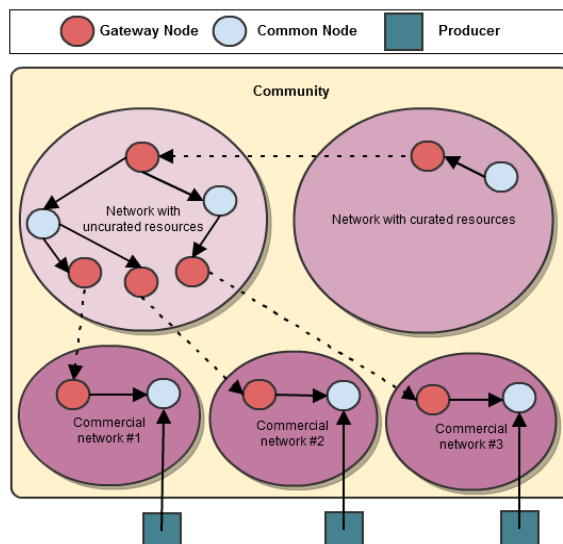 Gateway Node
Common Node
Producer
Community
Network with
uncurated resources
Network with curated resources
Commercial
network #1
Commercial
network #2
Commercial
network #3